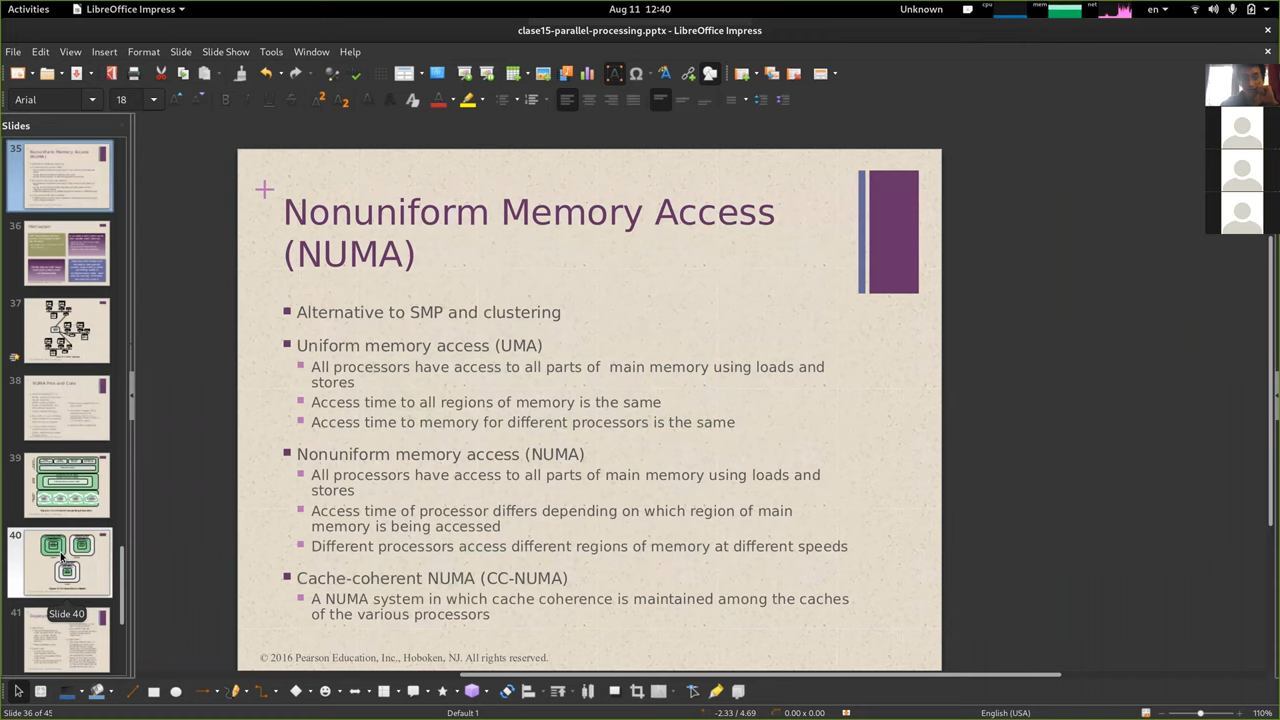 Activities
LibreOffice Impress
Aug 11 12:40
Unknown
cpu
mem
net
en
clase15-parallel-processing.pptx - LibreOffice Impress
File Edit View Insert Format Slide Slide Show Tools Window Help
Arial
18
Slides
35
36
37
38
39
40
Slide 40
41
Nonuniform Memory Access
(NUMA)
Alternative to SMP and clustering
Uniform memory access (UMA)
All processors have access to all parts of main memory using loads and
stores
Access time to all regions of memory is the same
Access time to memory for different processors is the same
Nonuniform memory access (NUMA)
All processors have access to all parts of main memory using loads and
stores
Access time of processor differs depending on which region of main
memory is being accessed
Different processors access different regions of memory at different speeds
Cache-coherent NUMA (CC-NUMA)
A NUMA system in which cache coherence is maintained among the caches
of the various processors
© 2016 Pearson Education, Inc., Hoboken, NJ. All rights reserved.
Slide 36 of 45
Default 1
-2.33 / 4.69
0.00 x 0.00
English (USA)
110%